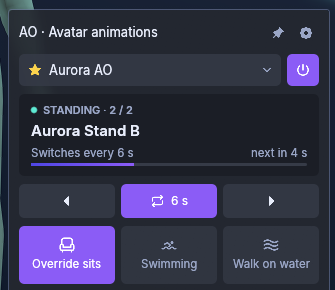 AO · Avatar animations
Aurora AO
STANDING · 2 / 2
Aurora Stand B
Switches every 6 s next in 4 s
6 s
Override sits Swimming Walk on water